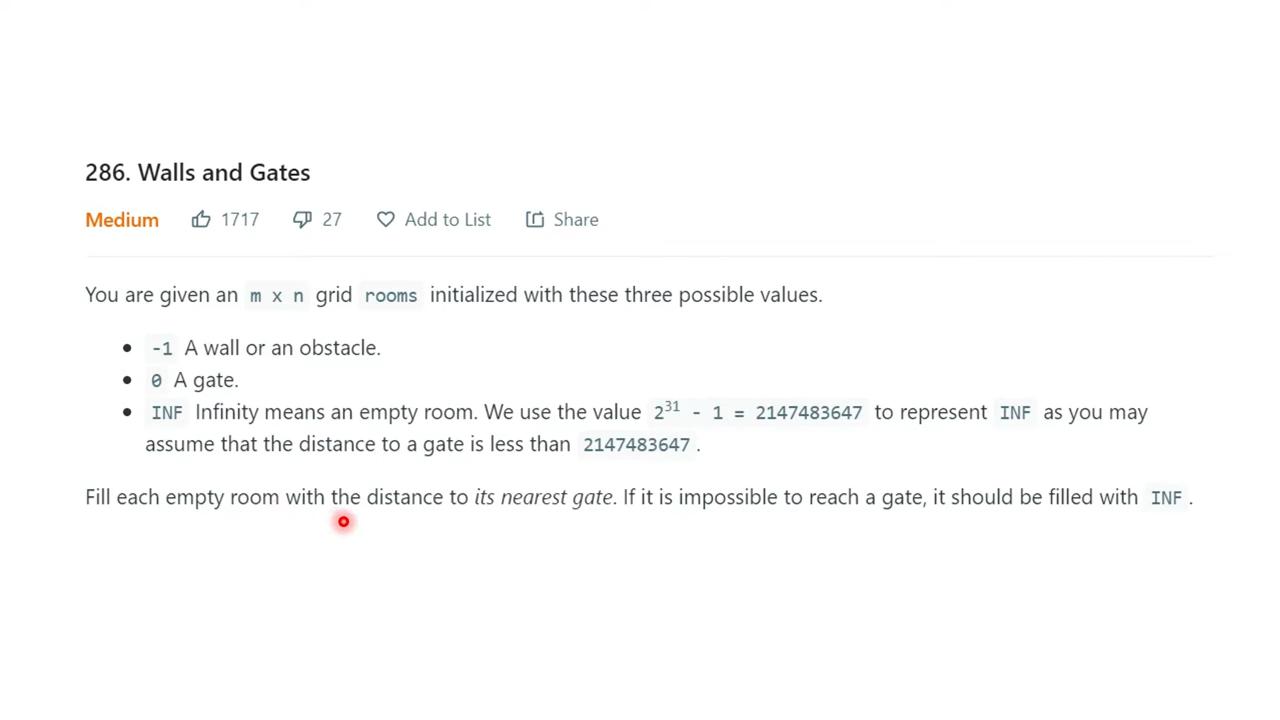 286. Walls and Gates
Medium 1717 27 Add to List Share
You are given an m x n grid rooms initialized with these three possible values.
• -1 A wall or an obstacle.
• 0 A gate.
• INF Infinity means an empty room. We use the value 2³¹ - 1 = 2147483647 to represent INF as you may
assume that the distance to a gate is less than 2147483647.
Fill each empty room with the distance to its nearest gate. If it is impossible to reach a gate, it should be filled with INF.